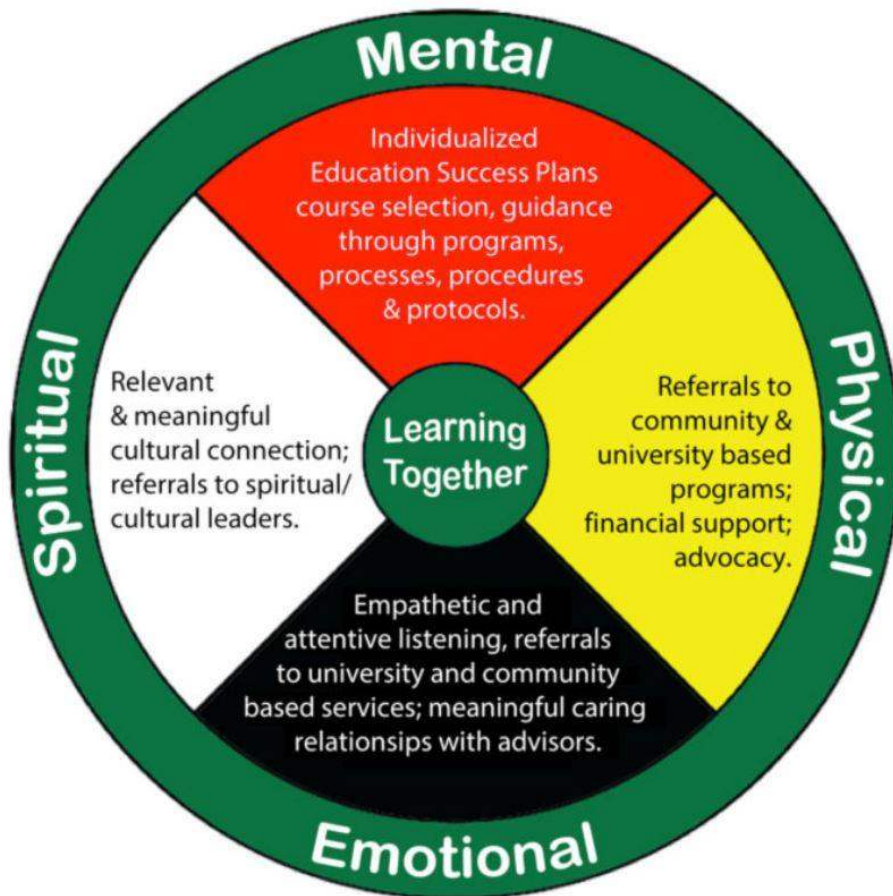 Mental
Individualized
Education Success Plans
course selection, guidance
through programs,
processes, procedures
& protocols.
Spiritual
Relevant
& meaningful
cultural connection;
referrals to spiritual/
cultural leaders.
Learning
Together
Physical
Referrals to
community &
university based
programs;
financial support;
advocacy.
Empathetic and
attentive listening, referrals
to university and community
based services; meaningful caring
relationsips with advisors.
Emotional